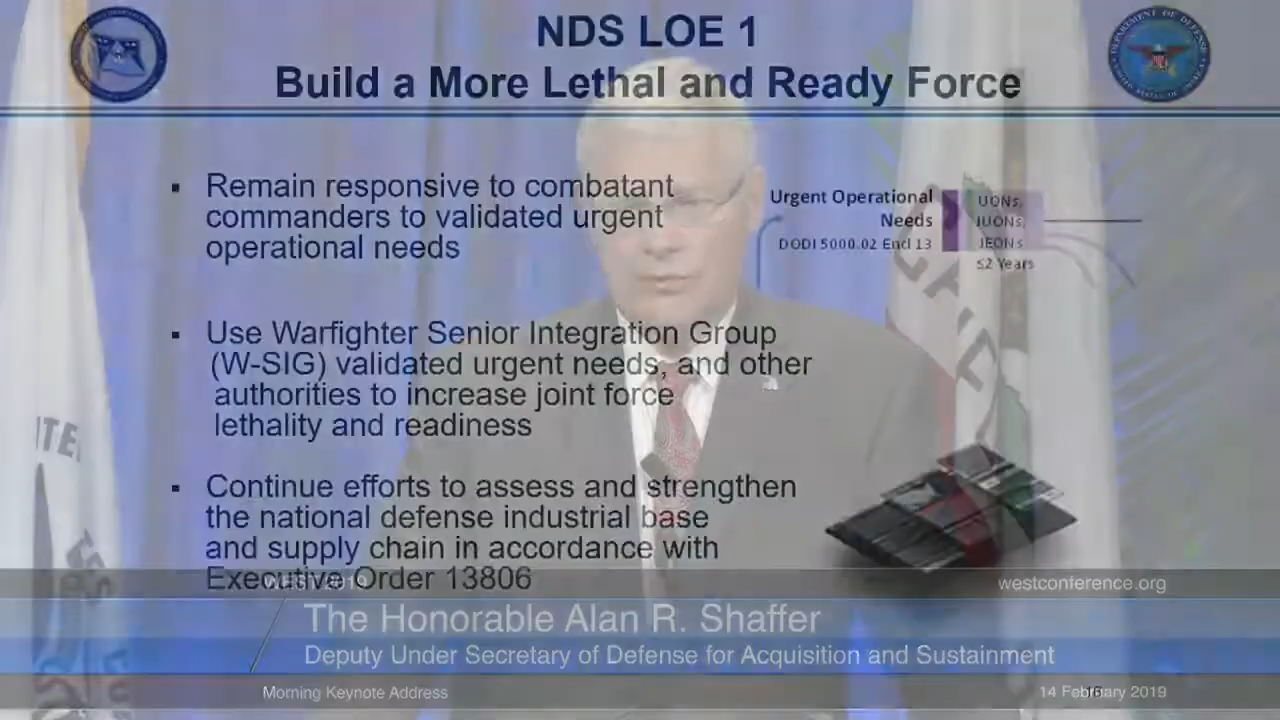 NDS LOE 1
Build a More Lethal and Ready Force
▪ Remain responsive to combatant
commanders to validated urgent
operational needs
Urgent Operational
Needs
DODI 5000.02 Encl 13
UONs,
JUONs,
JEONs
≤2 Years
▪ Use Warfighter Senior Integration Group
(W-SIG) validated urgent needs, and other
authorities to increase joint force
lethality and readiness
▪ Continue efforts to assess and strengthen
the national defense industrial base
and supply chain in accordance with
Executive Order 13806
WEST 2019
westconference.org
The Honorable Alan R. Shaffer
Deputy Under Secretary of Defense for Acquisition and Sustainment
Morning Keynote Address
14 February 2019